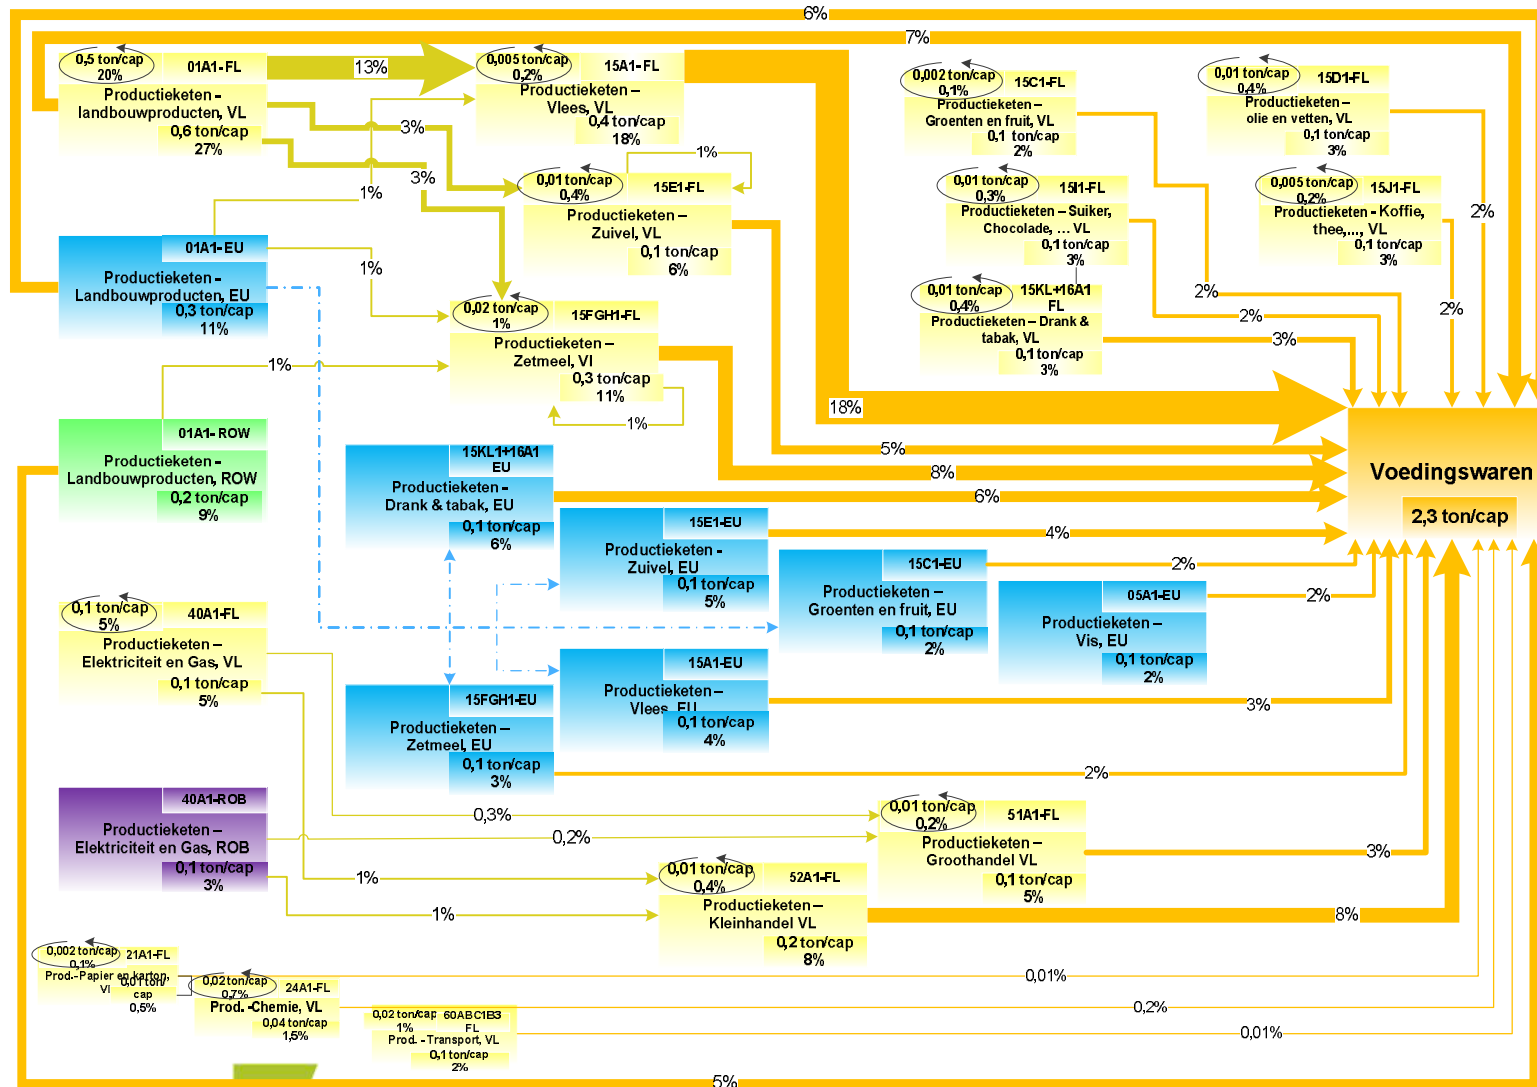 6%
7%
0,5 ton/cap
20%
01A1-FL
Productieketen -
landbouwproducten, VL
0,6 ton/cap
27%
13%
0,005 ton/cap
0,2%
15A1-FL
Productieketen –
Vlees, VL
0,4 ton/cap
18%
0,002 ton/cap
0,1%
15C1-FL
Productieketen –
Groenten en fruit, VL
0,1 ton/cap
2%
0,01 ton/cap
0,4%
15D1-FL
Productieketen –
olie en vetten, VL
0,1 ton/cap
3%
3%
3%
1%
1%
0,01 ton/cap
0,4%
15E1-FL
Productieketen –
Zuivel, VL
0,1 ton/cap
6%
0,01 ton/cap
0,3%
15I1-FL
Productieketen – Suiker,
Chocolade, ... VL
0,1 ton/cap
3%
0,005 ton/cap
0,2%
15J1-FL
Productieketen - Koffie,
thee,..., VL
0,1 ton/cap
3%
2%
01A1-EU
Productieketen -
Landbouwproducten, EU
0,3 ton/cap
11%
1%
0,02 ton/cap
1%
15FGH1-FL
Productieketen –
Zetmeel, Vl
0,3 ton/cap
11%
1%
0,01 ton/cap
0,4%
15KL+16A1
FL
Productieketen – Drank &
tabak, VL
0,1 ton/cap
3%
2%
2%
2%
3%
1%
18%
01A1-ROW
Productieketen -
Landbouwproducten, ROW
0,2 ton/cap
9%
15KL1+16A1
EU
Productieketen -
Drank & tabak, EU
0,1 ton/cap
6%
5%
8%
6%
4%
Voedingswaren
2,3 ton/cap
15E1-EU
Productieketen -
Zuivel, EU
0,1 ton/cap
5%
15C1-EU
Productieketen –
Groenten en fruit, EU
0,1 ton/cap
2%
2%
05A1-EU
Productieketen –
Vis, EU
0,1 ton/cap
2%
2%
0,1 ton/cap
5%
40A1-FL
Productieketen –
Elektriciteit en Gas, VL
0,1 ton/cap
5%
15A1-EU
Productieketen –
Vlees, EU
0,1 ton/cap
4%
3%
15FGH1-EU
Productieketen –
Zetmeel, EU
0,1 ton/cap
3%
2%
40A1-ROB
Productieketen –
Elektriciteit en Gas, ROB
0,1 ton/cap
3%
0,3%
0,2%
0,01 ton/cap
0,2%
51A1-FL
Productieketen –
Groothandel VL
0,1 ton/cap
5%
3%
1%
1%
0,01 ton/cap
0,4%
52A1-FL
Productieketen –
Kleinhandel VL
0,2 ton/cap
8%
8%
0,002 ton/cap
0,1%
21A1-FL
Prod.-Papier en karton,
Vl
0,01 ton/
cap
0,5%
0,02 ton/cap
0,7%
24A1-FL
Prod. -Chemie, VL
0,04 ton/cap
1,5%
0,01%
0,2%
0,02 ton/cap
1%
60ABC1B3
FL
Prod. - Transport, VL
0,1 ton/cap
2%
0,01%
5%